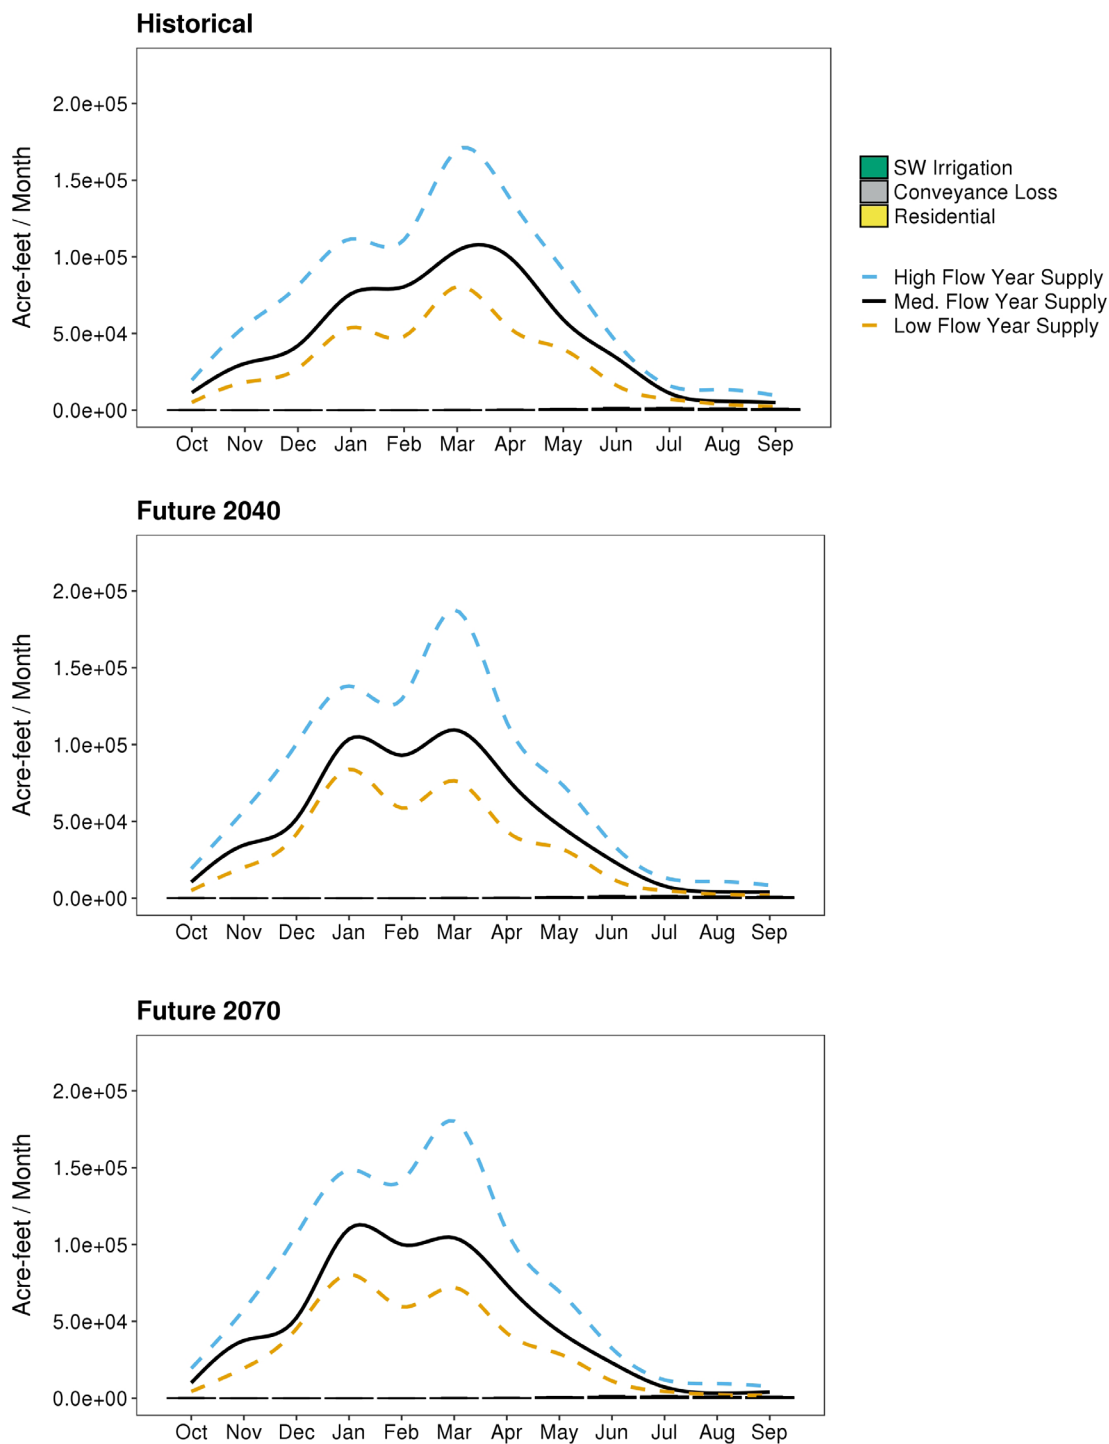 Historical
Acre-feet / Month
2.0e+05
1.5e+05
1.0e+05
5.0e+04
0.0e+00
Oct Nov Dec Jan Feb Mar Apr May Jun Jul Aug Sep
SW Irrigation
Conveyance Loss
Residential
High Flow Year Supply
Med. Flow Year Supply
Low Flow Year Supply
Future 2040
Acre-feet / Month
2.0e+05
1.5e+05
1.0e+05
5.0e+04
0.0e+00
Oct Nov Dec Jan Feb Mar Apr May Jun Jul Aug Sep
Future 2070
Acre-feet / Month
2.0e+05
1.5e+05
1.0e+05
5.0e+04
0.0e+00
Oct Nov Dec Jan Feb Mar Apr May Jun Jul Aug Sep